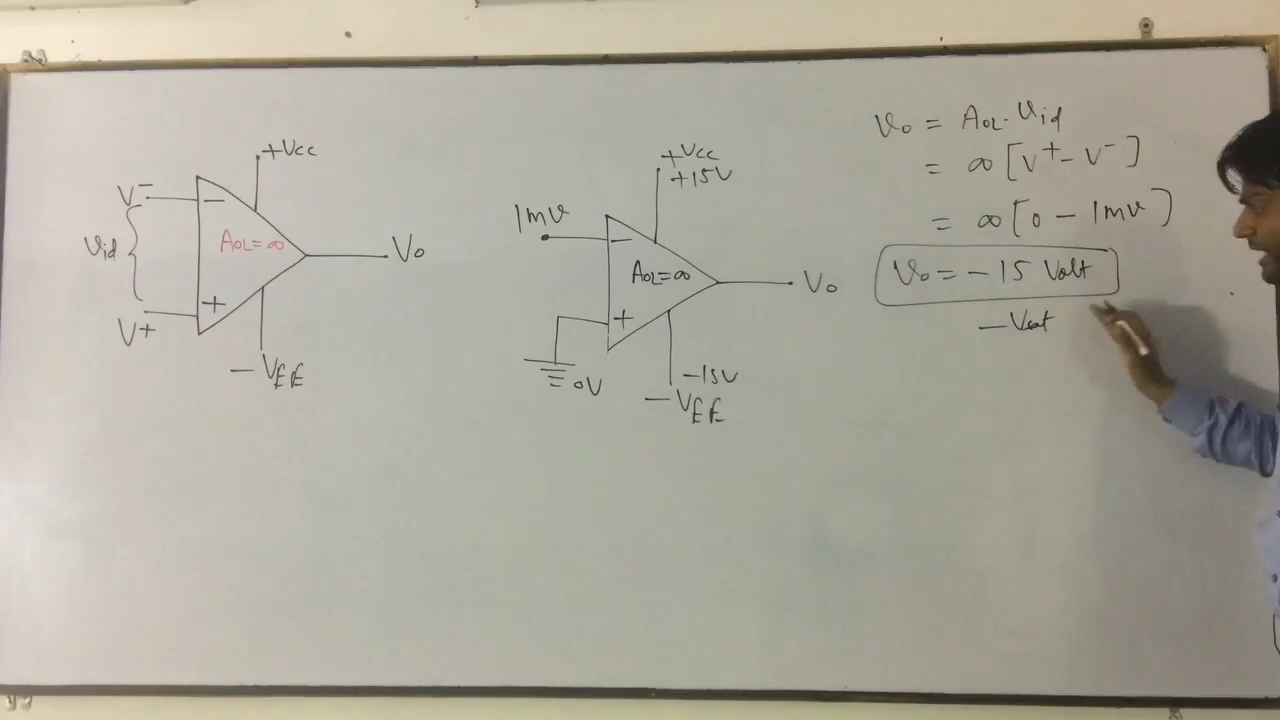 +Vcc
V-
−
Vid
AOL=∞
Vo
+
V+
−VEE
+Vcc
+15V
1mV
−
AOL=∞
Vo
+
0V
−15V
−VEE
Vo = AOL.Vid
= ∞[V+ - V-]
= ∞[0 - 1mV]
Vo = -15 Volt
-Vsat